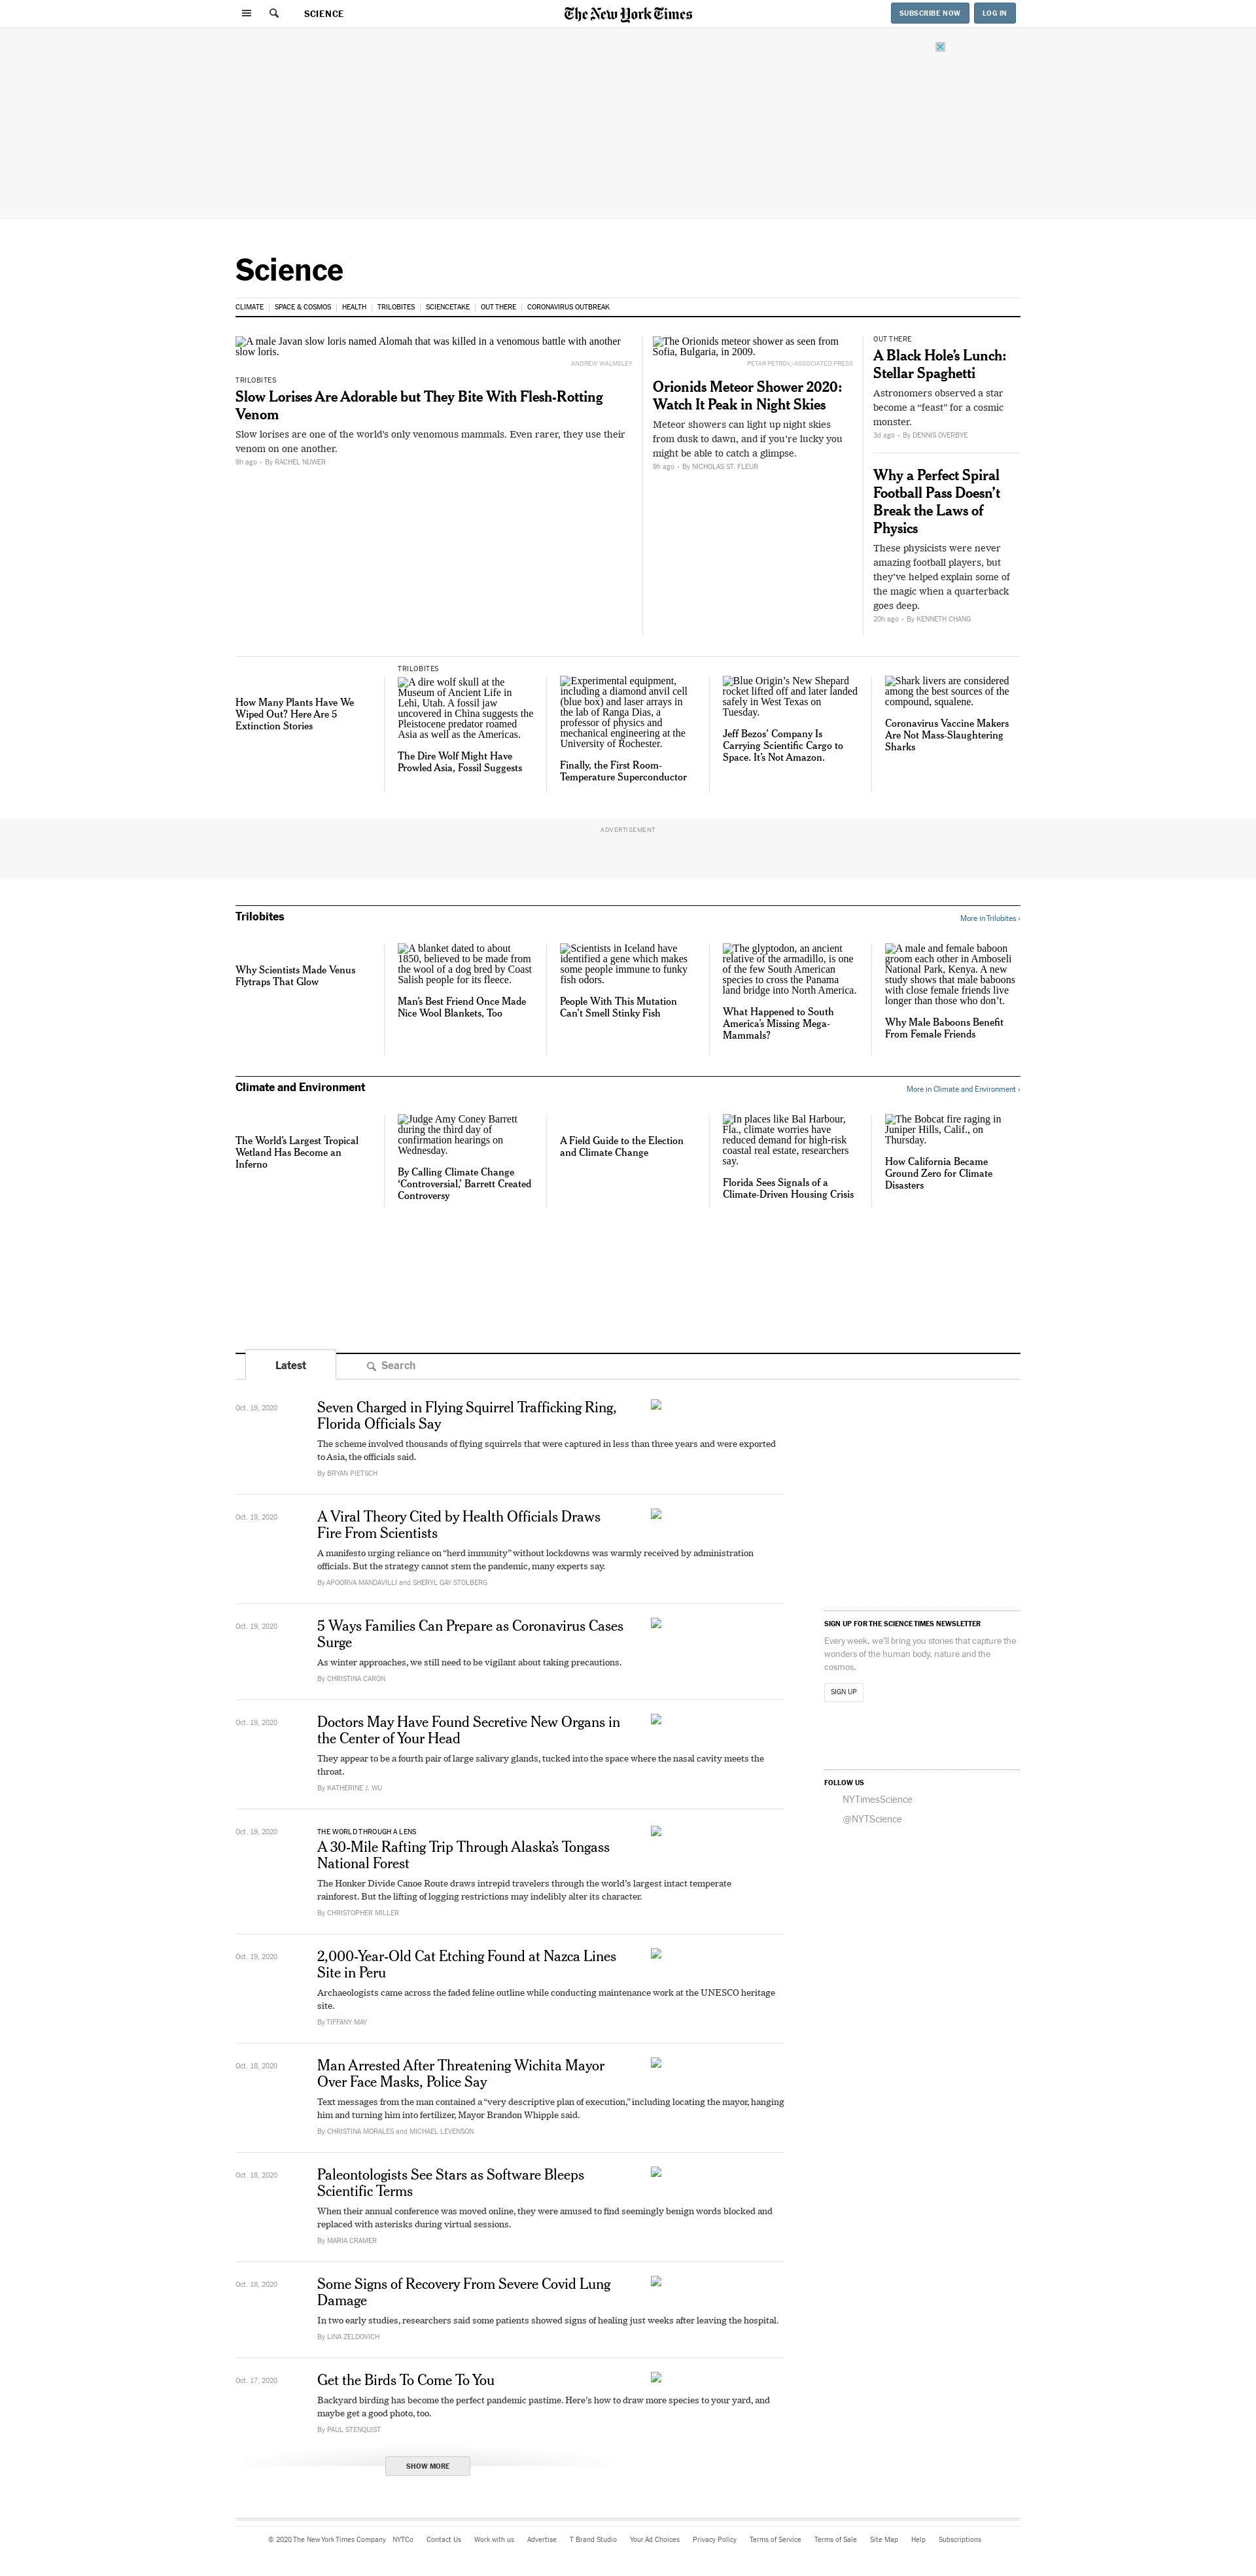 SCIENCE
The New York Times
SUBSCRIBE NOW
LOG IN
Science
CLIMATE
SPACE & COSMOS
HEALTH
TRILOBITES
SCIENCETAKE
OUT THERE
CORONAVIRUS OUTBREAK
A male Javan slow loris named Alomah that was killed in a venomous battle with another
slow loris.
ANDREW WALMSLEY
TRILOBITES
Slow Lorises Are Adorable but They Bite With Flesh-Rotting
Venom
Slow lorises are one of the world's only venomous mammals. Even rarer, they use their
venom on one another.
9h ago • By RACHEL NUWER
The Orionids meteor shower as seen from
Sofia, Bulgaria, in 2009.
PETAR PETROV/ASSOCIATED PRESS
Orionids Meteor Shower 2020:
Watch It Peak in Night Skies
Meteor showers can light up night skies
from dusk to dawn, and if you're lucky you
might be able to catch a glimpse.
9h ago • By NICHOLAS ST. FLEUR
OUT THERE
A Black Hole's Lunch:
Stellar Spaghetti
Astronomers observed a star
become a “feast” for a cosmic
monster.
3d ago • By DENNIS OVERBYE
Why a Perfect Spiral
Football Pass Doesn't
Break the Laws of
Physics
These physicists were never
amazing football players, but
they've helped explain some of
the magic when a quarterback
goes deep.
20h ago • By KENNETH CHANG
How Many Plants Have We
Wiped Out? Here Are 5
Extinction Stories
TRILOBITES
A dire wolf skull at the
Museum of Ancient Life in
Lehi, Utah. A fossil jaw
uncovered in China suggests the
Pleistocene predator roamed
Asia as well as the Americas.
The Dire Wolf Might Have
Prowled Asia, Fossil Suggests
Experimental equipment,
including a diamond anvil cell
(blue box) and laser arrays in
the lab of Ranga Dias, a
professor of physics and
mechanical engineering at the
University of Rochester.
Finally, the First Room-
Temperature Superconductor
Blue Origin's New Shepard
rocket lifted off and later landed
safely in West Texas on
Tuesday.
Jeff Bezos' Company Is
Carrying Scientific Cargo to
Space. It's Not Amazon.
Shark livers are considered
among the best sources of the
compound, squalene.
Coronavirus Vaccine Makers
Are Not Mass-Slaughtering
Sharks
ADVERTISEMENT
Trilobites
More in Trilobites ›
Why Scientists Made Venus
Flytraps That Glow
A blanket dated to about
1850, believed to be made from
the wool of a dog bred by Coast
Salish people for its fleece.
Man's Best Friend Once Made
Nice Wool Blankets, Too
Scientists in Iceland have
identified a gene which makes
some people immune to funky
fish odors.
People With This Mutation
Can't Smell Stinky Fish
The glyptodon, an ancient
relative of the armadillo, is one
of the few South American
species to cross the Panama
land bridge into North America.
What Happened to South
America's Missing Mega-
Mammals?
A male and female baboon
groom each other in Amboseli
National Park, Kenya. A new
study shows that male baboons
with close female friends live
longer than those who don't.
Why Male Baboons Benefit
From Female Friends
Climate and Environment
More in Climate and Environment ›
The World's Largest Tropical
Wetland Has Become an
Inferno
Judge Amy Coney Barrett
during the third day of
confirmation hearings on
Wednesday.
By Calling Climate Change
‘Controversial,’ Barrett Created
Controversy
A Field Guide to the Election
and Climate Change
In places like Bal Harbour,
Fla., climate worries have
reduced demand for high-risk
coastal real estate, researchers
say.
Florida Sees Signals of a
Climate-Driven Housing Crisis
The Bobcat fire raging in
Juniper Hills, Calif., on
Thursday.
How California Became
Ground Zero for Climate
Disasters
Latest
Search
Oct. 19, 2020
Seven Charged in Flying Squirrel Trafficking Ring,
Florida Officials Say
The scheme involved thousands of flying squirrels that were captured in less than three years and were exported
to Asia, the officials said.
By BRYAN PIETSCH
Oct. 19, 2020
A Viral Theory Cited by Health Officials Draws
Fire From Scientists
A manifesto urging reliance on “herd immunity” without lockdowns was warmly received by administration
officials. But the strategy cannot stem the pandemic, many experts say.
By APOORVA MANDAVILLI and SHERYL GAY STOLBERG
Oct. 19, 2020
5 Ways Families Can Prepare as Coronavirus Cases
Surge
As winter approaches, we still need to be vigilant about taking precautions.
By CHRISTINA CARON
Oct. 19, 2020
Doctors May Have Found Secretive New Organs in
the Center of Your Head
They appear to be a fourth pair of large salivary glands, tucked into the space where the nasal cavity meets the
throat.
By KATHERINE J. WU
Oct. 19, 2020
THE WORLD THROUGH A LENS
A 30-Mile Rafting Trip Through Alaska's Tongass
National Forest
The Honker Divide Canoe Route draws intrepid travelers through the world's largest intact temperate
rainforest. But the lifting of logging restrictions may indelibly alter its character.
By CHRISTOPHER MILLER
Oct. 19, 2020
2,000-Year-Old Cat Etching Found at Nazca Lines
Site in Peru
Archaeologists came across the faded feline outline while conducting maintenance work at the UNESCO heritage
site.
By TIFFANY MAY
Oct. 18, 2020
Man Arrested After Threatening Wichita Mayor
Over Face Masks, Police Say
Text messages from the man contained a “very descriptive plan of execution,” including locating the mayor, hanging
him and turning him into fertilizer, Mayor Brandon Whipple said.
By CHRISTINA MORALES and MICHAEL LEVENSON
Oct. 18, 2020
Paleontologists See Stars as Software Bleeps
Scientific Terms
When their annual conference was moved online, they were amused to find seemingly benign words blocked and
replaced with asterisks during virtual sessions.
By MARIA CRAMER
Oct. 18, 2020
Some Signs of Recovery From Severe Covid Lung
Damage
In two early studies, researchers said some patients showed signs of healing just weeks after leaving the hospital.
By LINA ZELDOVICH
Oct. 17, 2020
Get the Birds To Come To You
Backyard birding has become the perfect pandemic pastime. Here's how to draw more species to your yard, and
maybe get a good photo, too.
By PAUL STENQUIST
SHOW MORE
SIGN UP FOR THE SCIENCE TIMES NEWSLETTER
Every week, we'll bring you stories that capture the
wonders of the human body, nature and the
cosmos.
SIGN UP
FOLLOW US
NYTimesScience
@NYTScience
© 2020 The New York Times Company
NYTCo
Contact Us
Work with us
Advertise
T Brand Studio
Your Ad Choices
Privacy Policy
Terms of Service
Terms of Sale
Site Map
Help
Subscriptions